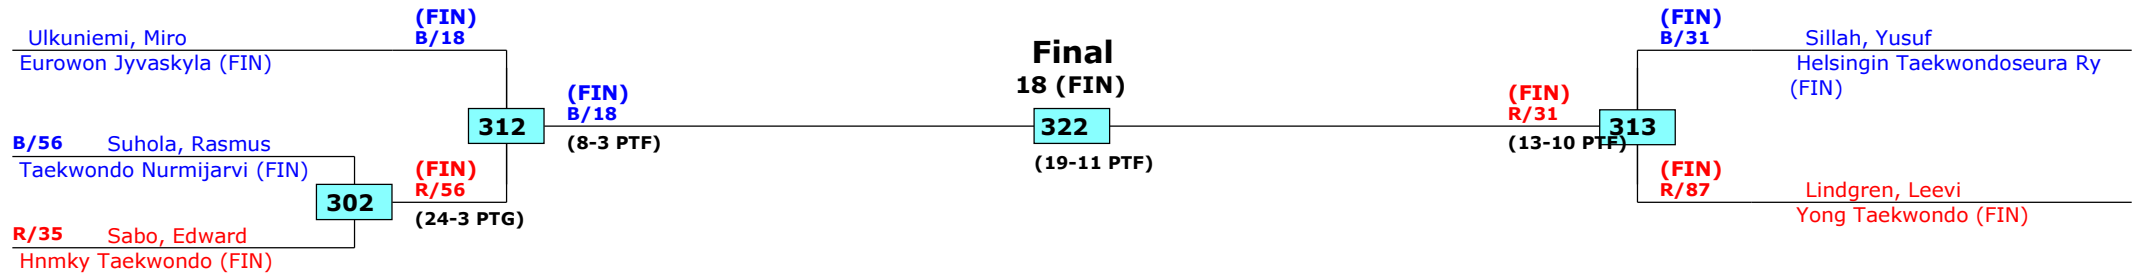 (FIN)
B/18
Ulkuniemi, Miro
Eurowon Jyvaskyla (FIN)
B/56 Suhola, Rasmus
Taekwondo Nurmijarvi (FIN)
302
R/35 Sabo, Edward
Hnmky Taekwondo (FIN)
(FIN)
R/56
(24-3 PTG)
312
(FIN)
B/18
(8-3 PTF)
Final
18 (FIN)
322
(19-11 PTF)
(FIN)
R/31
(13-10 PTF)
313
(FIN)
B/31
Sillah, Yusuf
Helsingin Taekwondoseura Ry
(FIN)
(FIN)
R/87
Lindgren, Leevi
Yong Taekwondo (FIN)